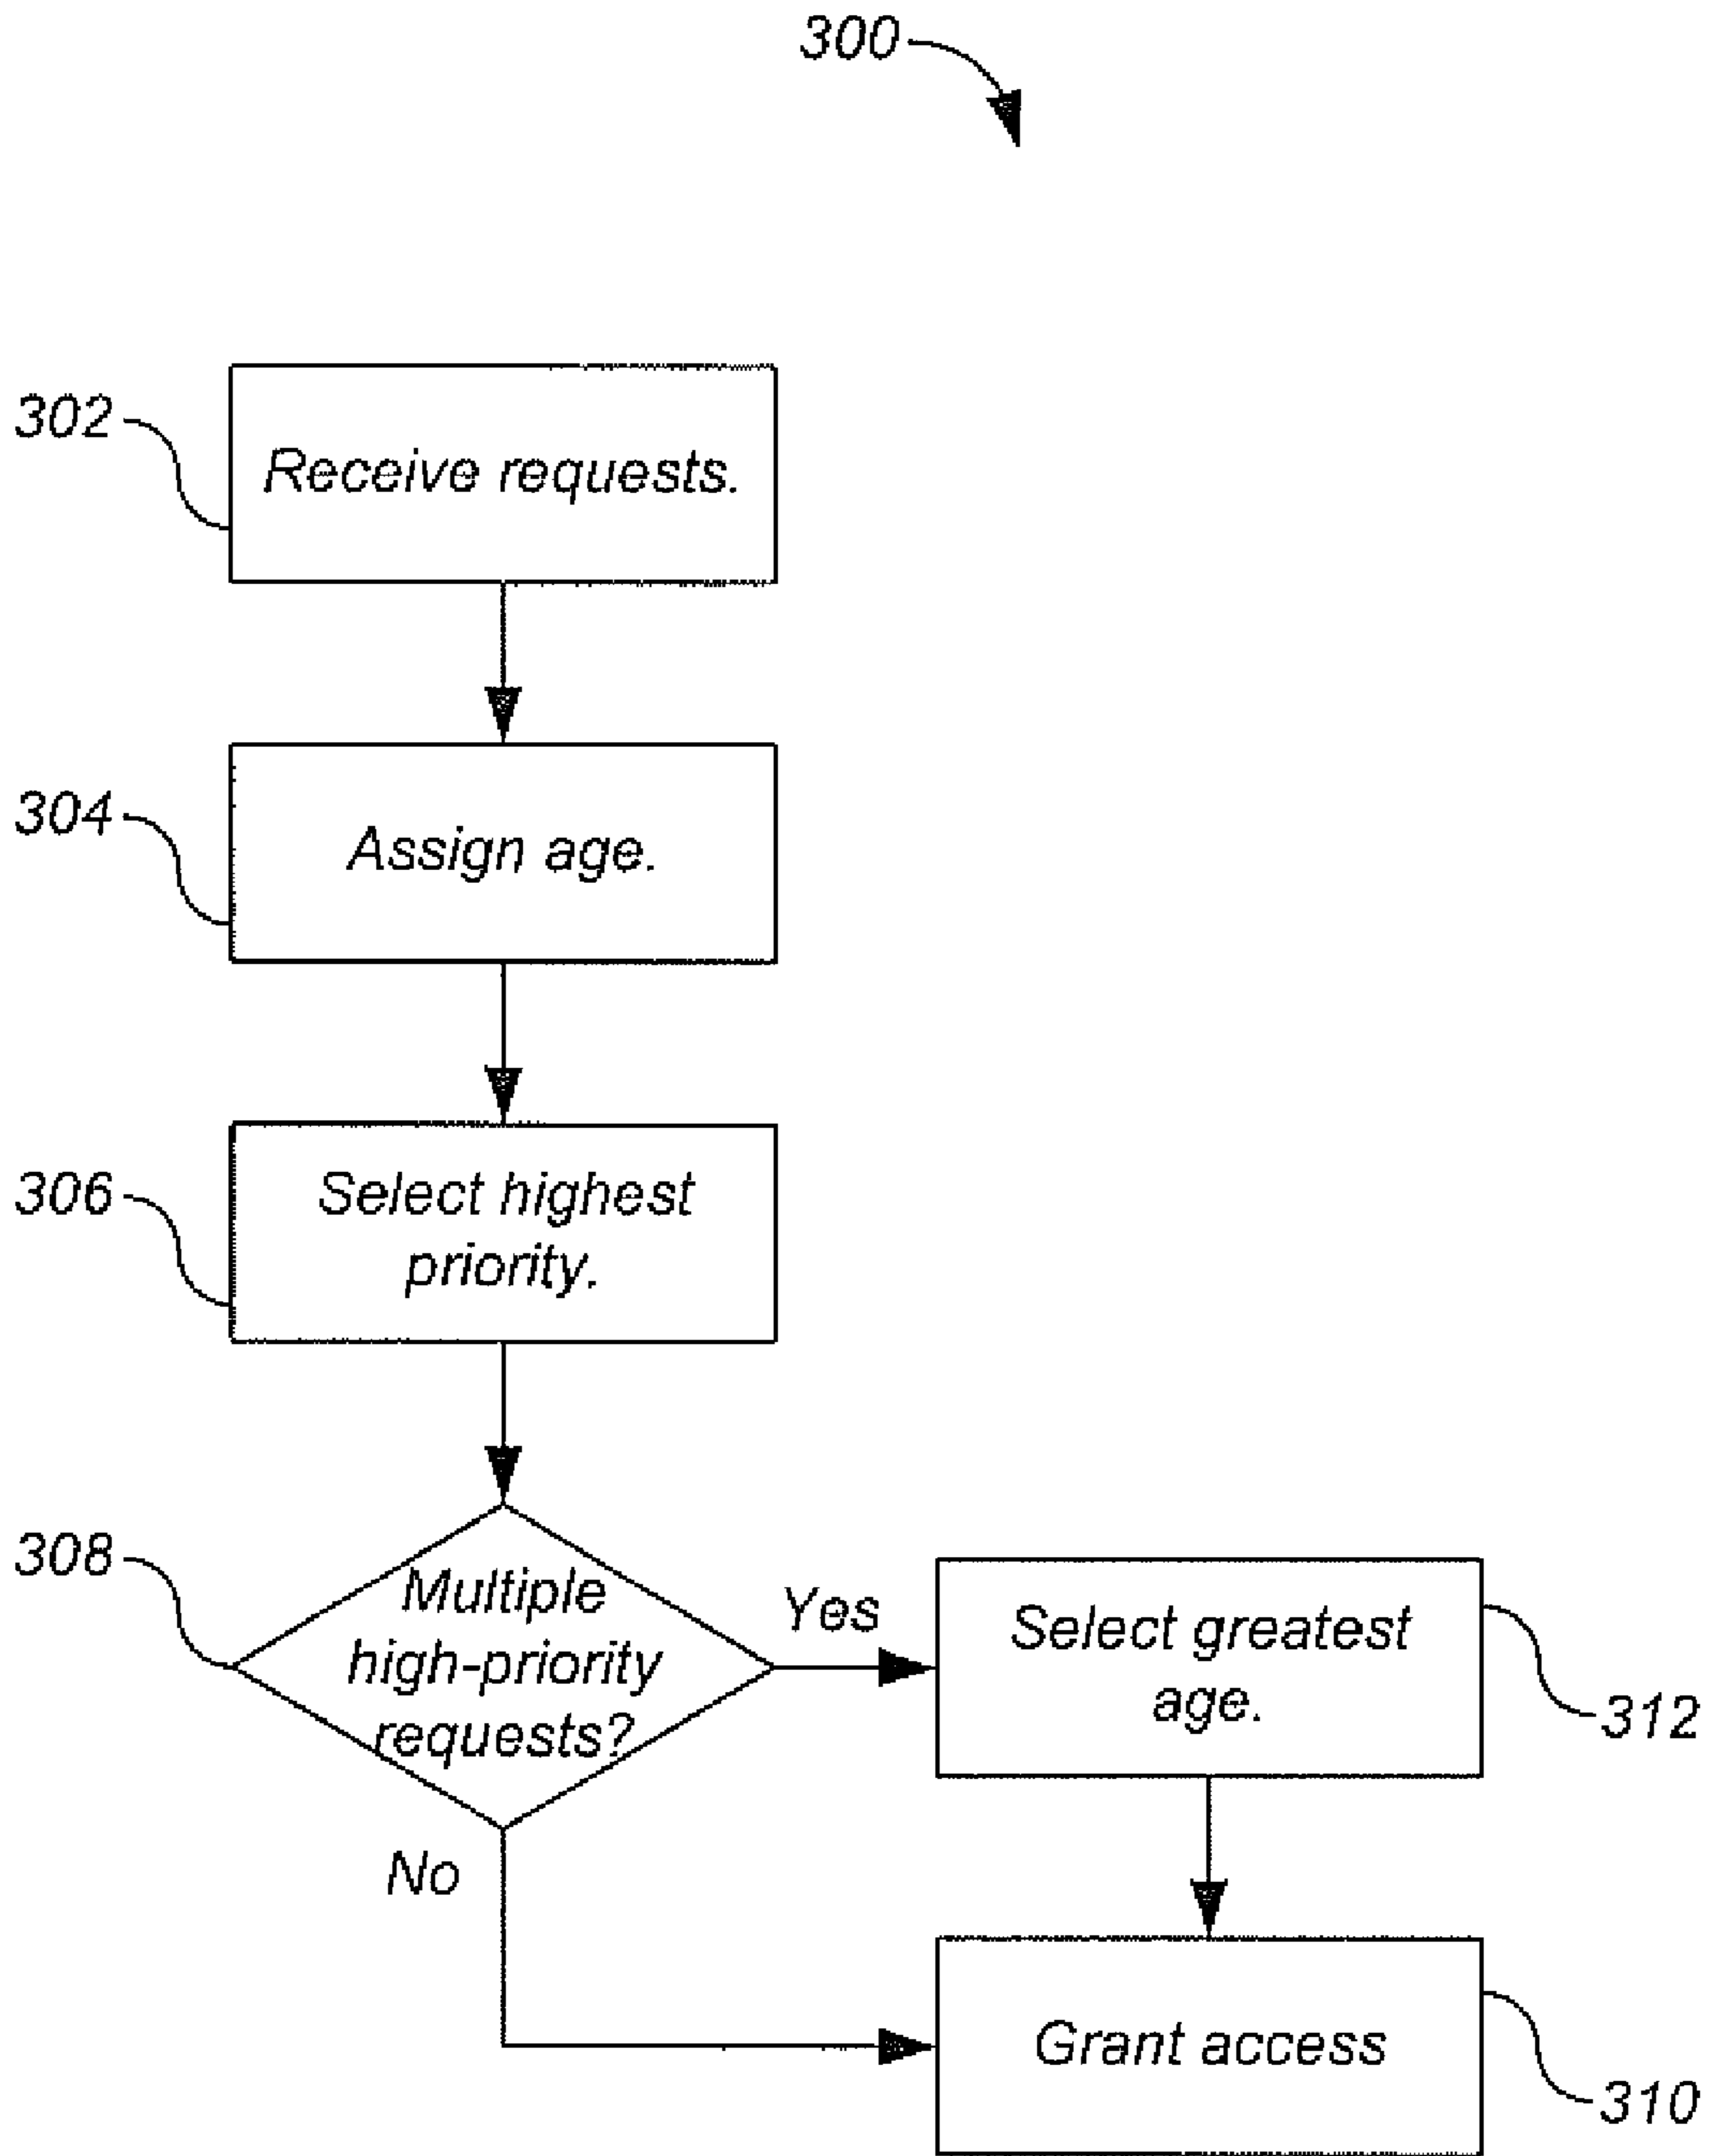 300
302
Receive requests.
304
Assign age.
306
Select highest
priority.
308
Multiple
high-priority
requests?
Yes
Select greatest
age.
312
No
Grant access
310